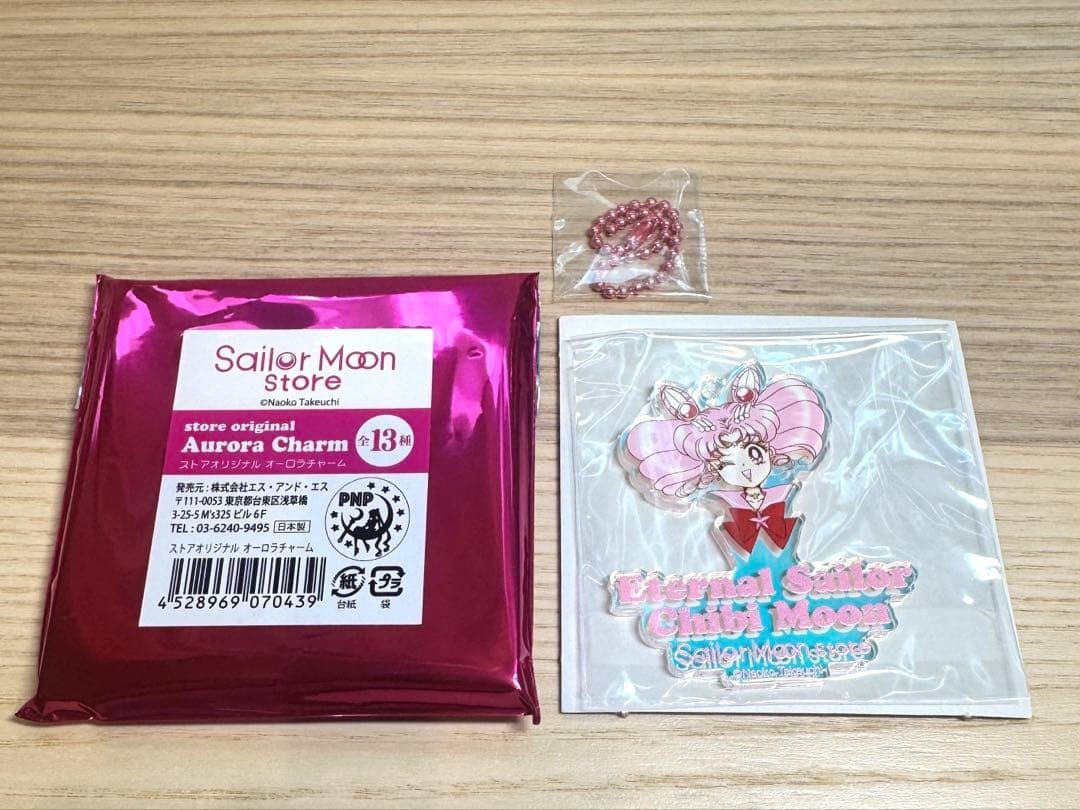 Sailor Moon
store
©Naoko Takeuchi
store original
Aurora Charm 全13種
ストアオリジナル オーロラチャーム
発売元 : 株式会社エス・アンド・エス
〒111-0053 東京都台東区浅草橋
3-25-5 M's325 ビル 6F
TEL : 03-6240-9495 日本製
PNP
ストアオリジナル オーロラチャーム
4 528969 070439
紙 台紙
プラ 袋
Eternal Sailor
Chibi Moon
Sailor Moon store
©Naoko Takeuchi